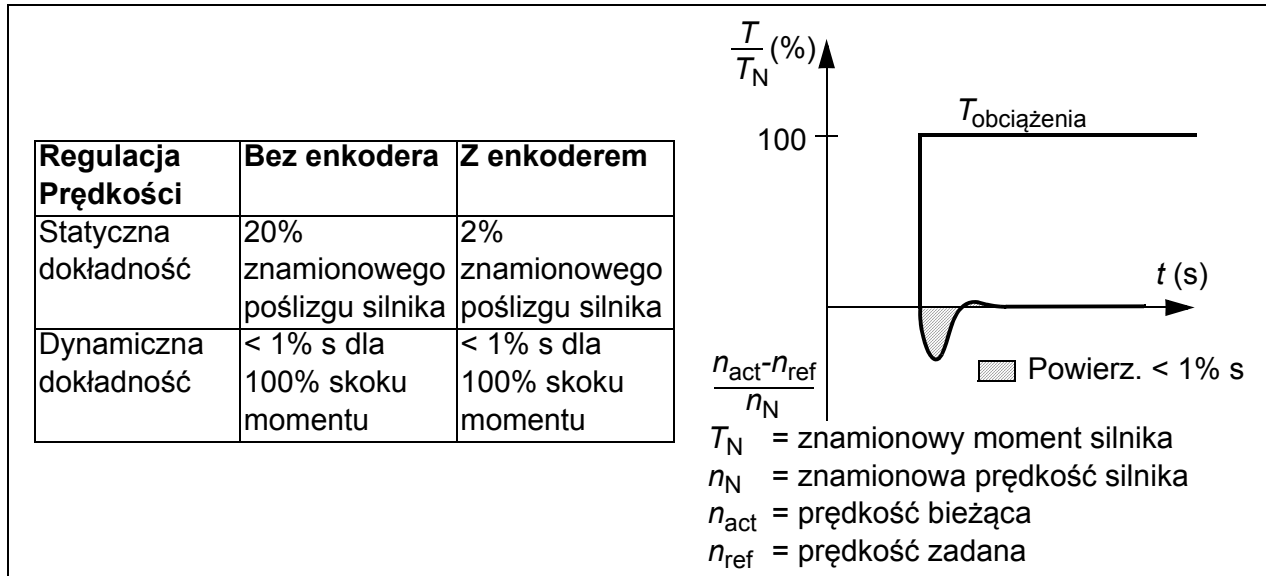 Regulacja Prędkości
Bez enkodera
Z enkoderem
Statyczna dokładność
20% znamionowego poślizgu silnika
2% znamionowego poślizgu silnika
Dynamiczna dokładność
< 1% s dla 100% skoku momentu
< 1% s dla 100% skoku momentu
T/T_N (%)
T_obciążenia
100
t (s)
n_act-n_ref
n_N
Powierz. < 1% s
T_N = znamionowy moment silnika
n_N = znamionowa prędkość silnika
n_act = prędkość bieżąca
n_ref = prędkość zadana